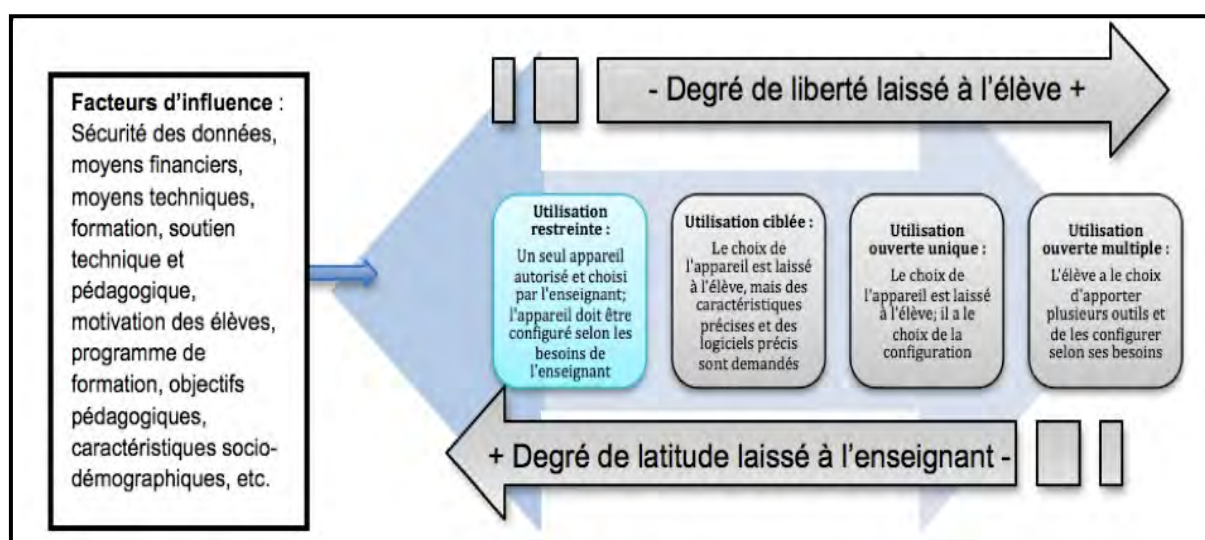 Facteurs d'influence :
Sécurité des données,
moyens financiers,
moyens techniques,
formation, soutien
technique et
pédagogique,
motivation des élèves,
programme de
formation, objectifs
pédagogiques,
caractéristiques socio-
démographiques, etc.
- Degré de liberté laissé à l'élève +
Utilisation
restreinte :
Un seul appareil
autorisé et choisi
par l'enseignant;
l'appareil doit être
configuré selon les
besoins de
l'enseignant
Utilisation ciblée :
Le choix de
l'appareil est laissé
à l'élève, mais des
caractéristiques
précises et des
logiciels précis
sont demandés
Utilisation
ouverte unique :
Le choix de
l'appareil est laissé
à l'élève; il a le
choix de la
configuration
Utilisation
ouverte multiple :
L'élève a le choix
d'apporter
plusieurs outils et
de les configurer
selon ses besoins
+ Degré de latitude laissé à l'enseignant -